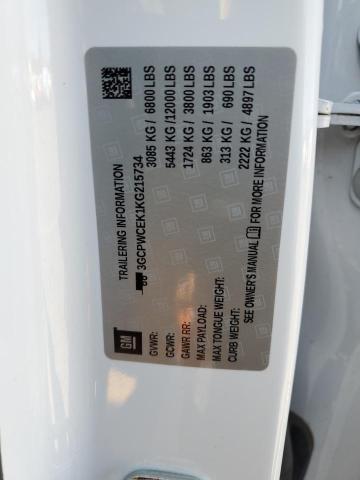 GM
TRAILERING INFORMATION
3GCPWCEK1KG215734
GVWR: 3085 KG / 6800 LBS
GCWR: 5443 KG /12000 LBS
GAWR RR: 1724 KG / 3800 LBS
MAX PAYLOAD: 863 KG / 1903 LBS
MAX TONGUE WEIGHT: 313 KG / 690 LBS
CURB WEIGHT: 2222 KG / 4897 LBS
SEE OWNER'S MANUAL FOR MORE INFORMATION